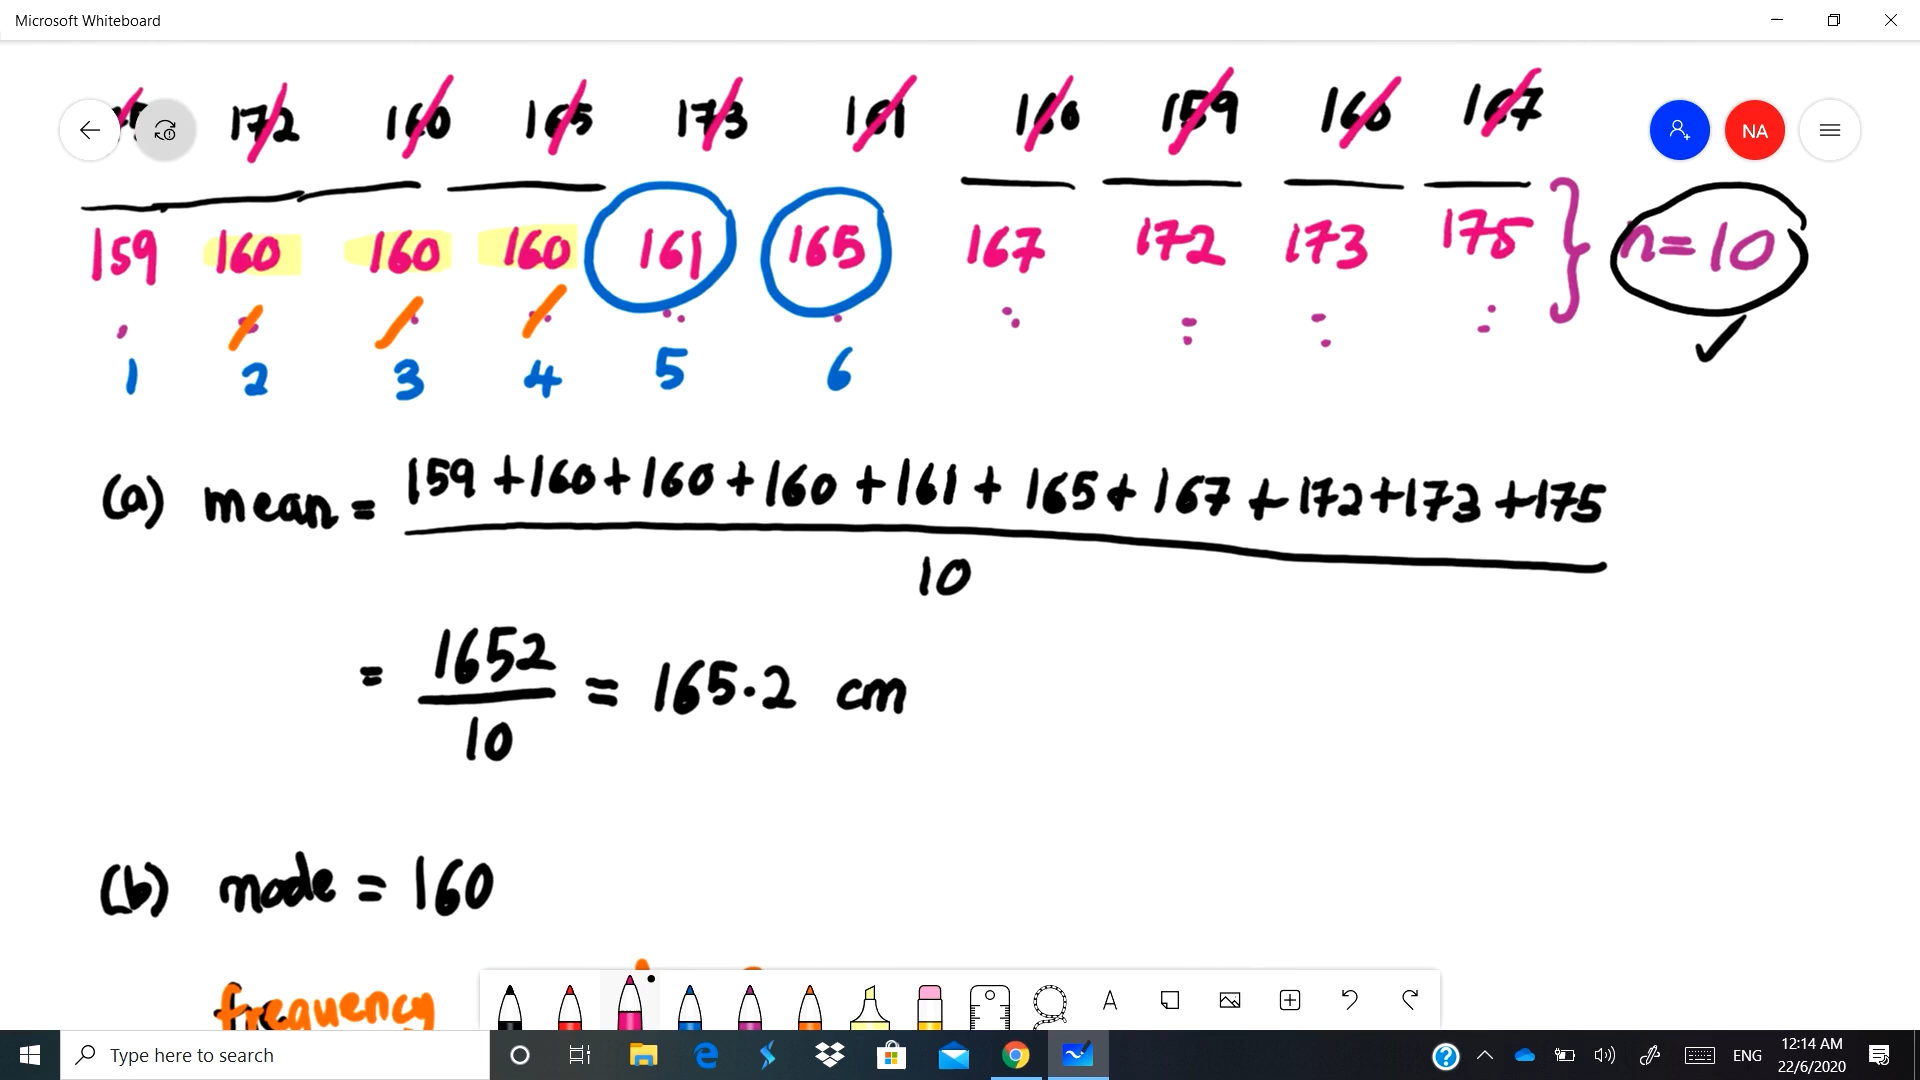 Microsoft Whiteboard
172 160 165 173 161 160 159 160 167
NA
159 160 160 160 161 165 167 172 173 175 } n=10
1 2 3 4 5 6
(a) mean = 159 +160+160+160+161+ 165+ 167 +172+173+175
10
= 1652 = 165.2 cm
10
(b) mode = 160
frequency
A
Type here to search
ENG
12:14 AM
22/6/2020